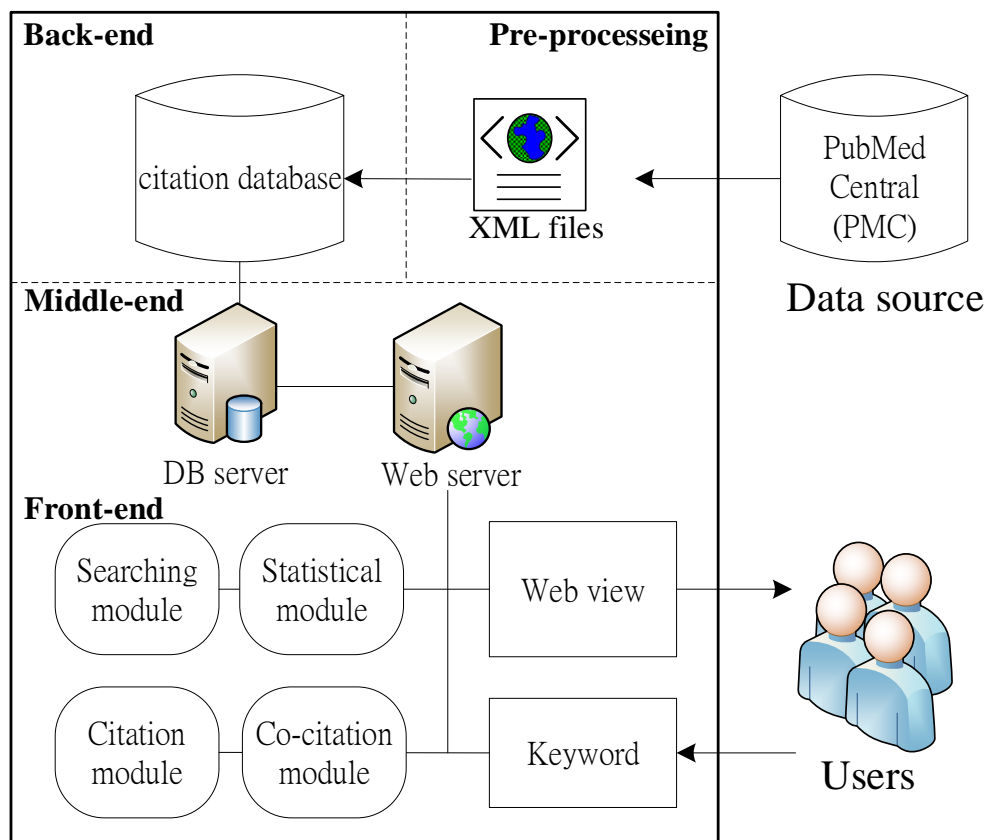 Back-end
Pre-processeing
citation database
XML files
PubMed
Central
(PMC)
Data source
Middle-end
DB server
Web server
Front-end
Searching
module
Statistical
module
Web view
Citation
module
Co-citation
module
Keyword
Users